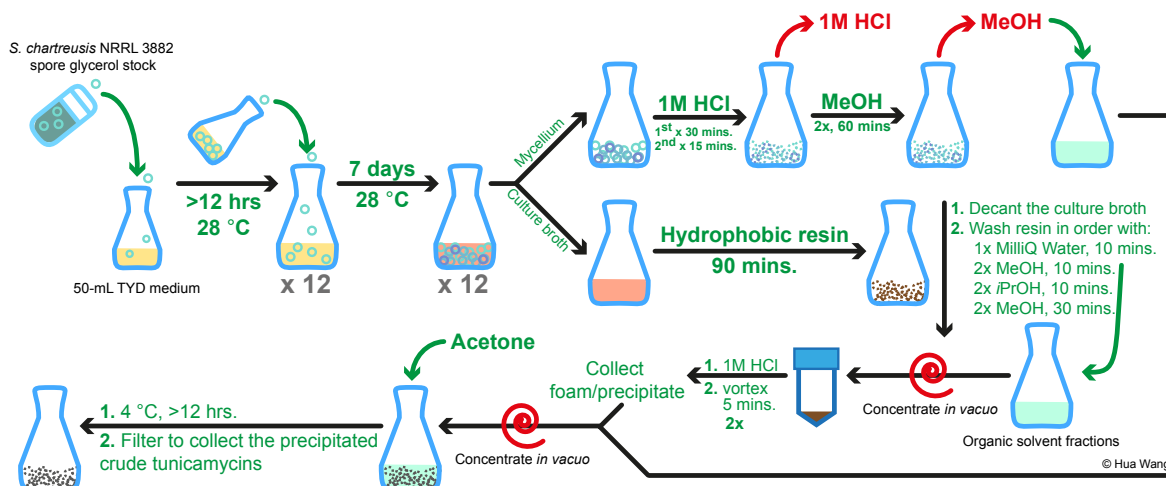 S. chartreusis NRRL 3882
spore glycerol stock
50-mL TYD medium
>12 hrs
28 °C
x 12
7 days
28 °C
x 12
Mycellium
Culture broth
1M HCl
1st x 30 mins.
2nd x 15 mins.
1M HCl
MeOH
2x, 60 mins
MeOH
Hydrophobic resin
90 mins.
1. Decant the culture broth
2. Wash resin in order with:
1x MilliQ Water, 10 mins.
2x MeOH, 10 mins.
2x iPrOH, 10 mins.
2x MeOH, 30 mins.
Organic solvent fractions
Concentrate in vacuo
1. 1M HCl
2. vortex
5 mins.
2x
Collect
foam/precipitate
Concentrate in vacuo
Acetone
1. 4 °C, >12 hrs.
2. Filter to collect the precipitated
crude tunicamycins
© Hua Wang